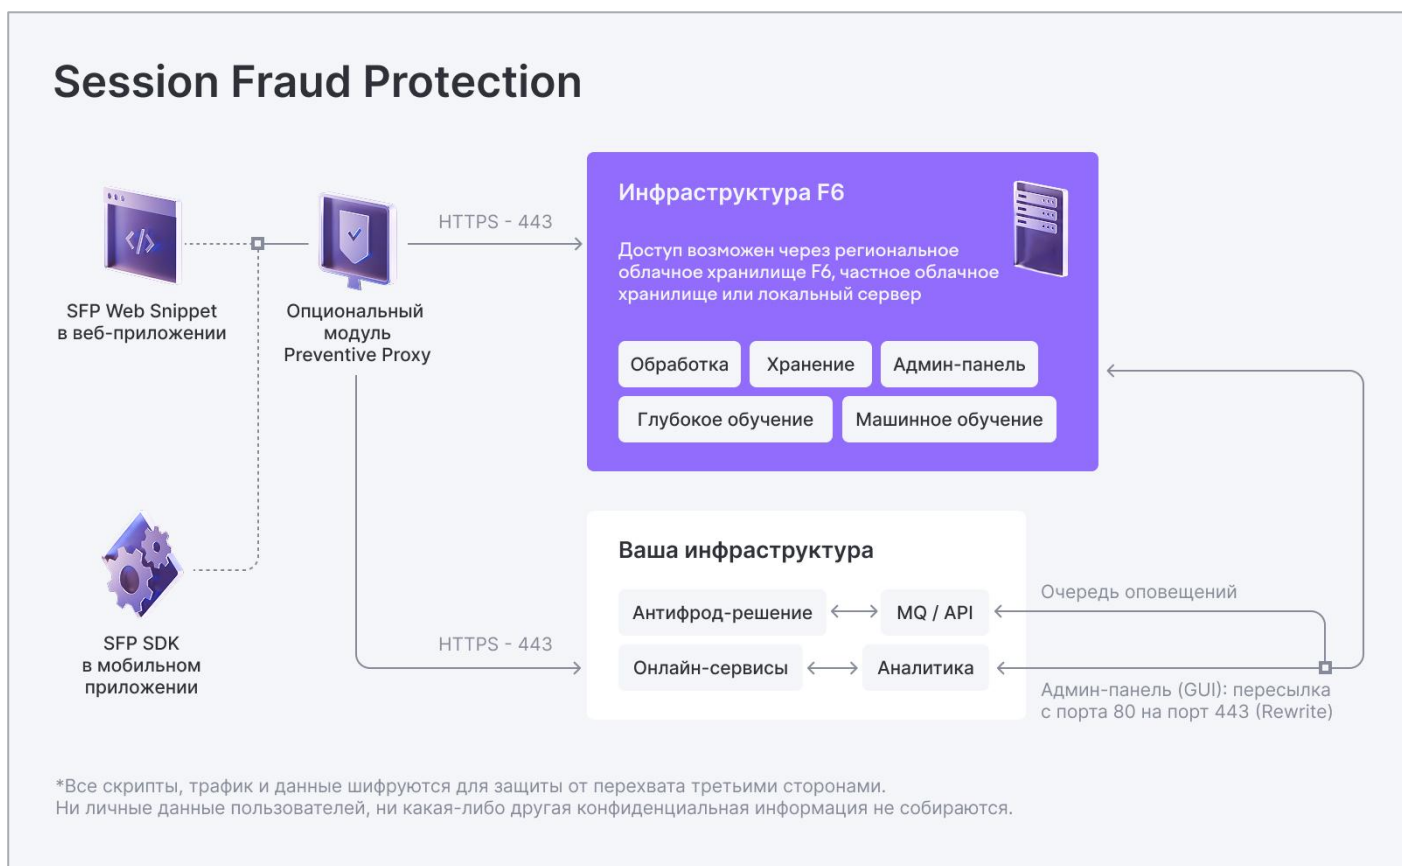 Session Fraud Protection
SFP Web Snippet
в веб-приложении
Опциональный
модуль
Preventive Proxy
HTTPS - 443
Инфраструктура F6
Доступ возможен через региональное
облачное хранилище F6, частное облачное
хранилище или локальный сервер
Обработка
Хранение
Админ-панель
Глубокое обучение
Машинное обучение
SFP SDK
в мобильном
приложении
HTTPS - 443
Ваша инфраструктура
Антифрод-решение
MQ / API
Онлайн-сервисы
Аналитика
Очередь оповещений
Админ-панель (GUI): пересылка
с порта 80 на порт 443 (Rewrite)
*Все скрипты, трафик и данные шифруются для защиты от перехвата третьими сторонами.
Ни личные данные пользователей, ни какая-либо другая конфиденциальная информация не собираются.